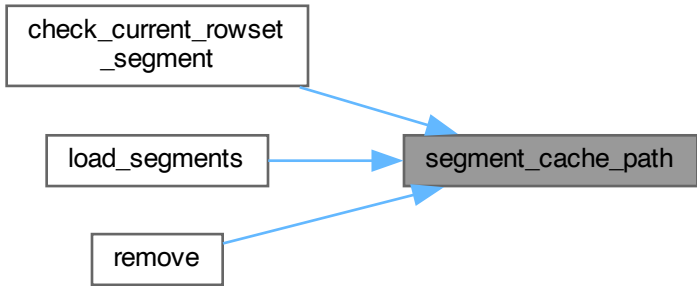 check_current_rowset
_segment
load_segments
segment_cache_path
remove